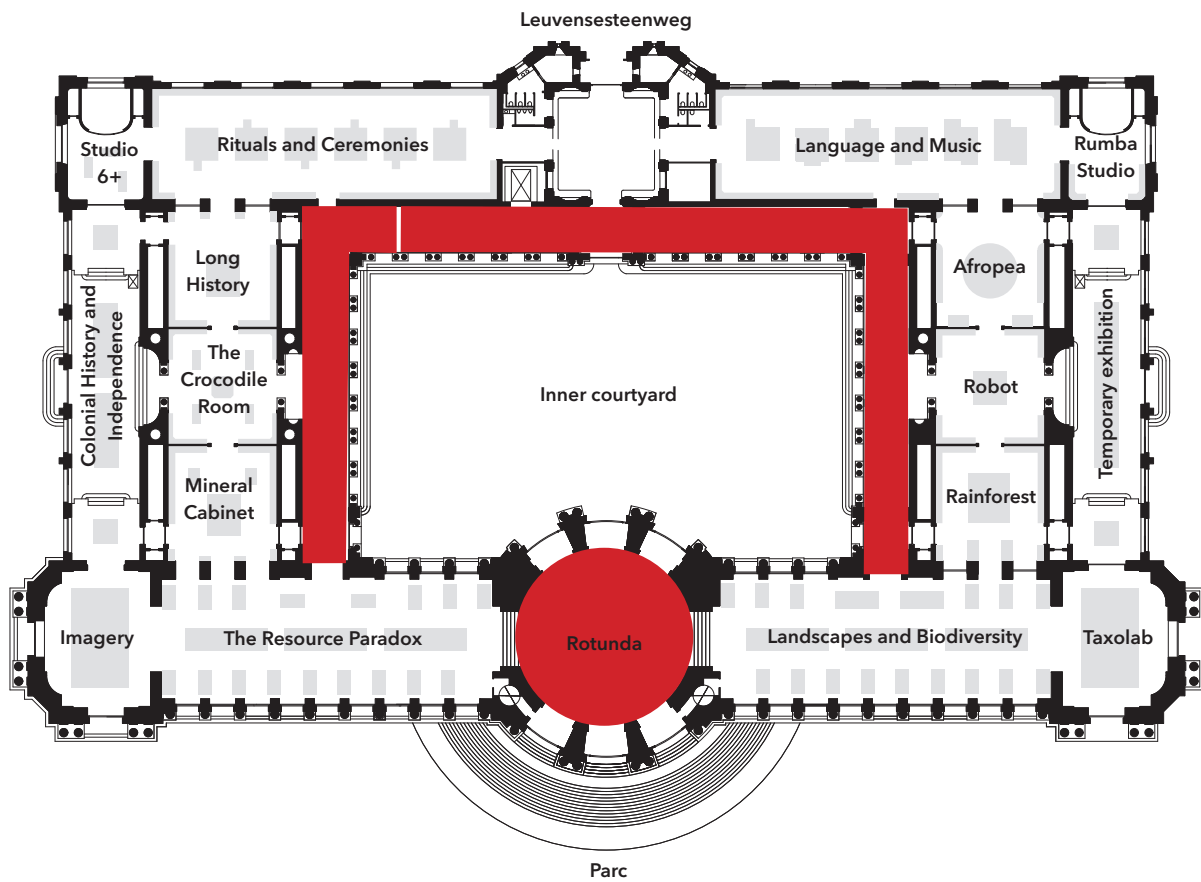 Leuvensesteenweg
Studio
6+
Rituals and Ceremonies
Language and Music
Rumba
Studio
Long
History
Afropea
Colonial History and
Independence
The
Crocodile
Room
Inner courtyard
Robot
Temporary exhibition
Mineral
Cabinet
Rainforest
Imagery
The Resource Paradox
Rotunda
Landscapes and Biodiversity
Taxolab
Parc